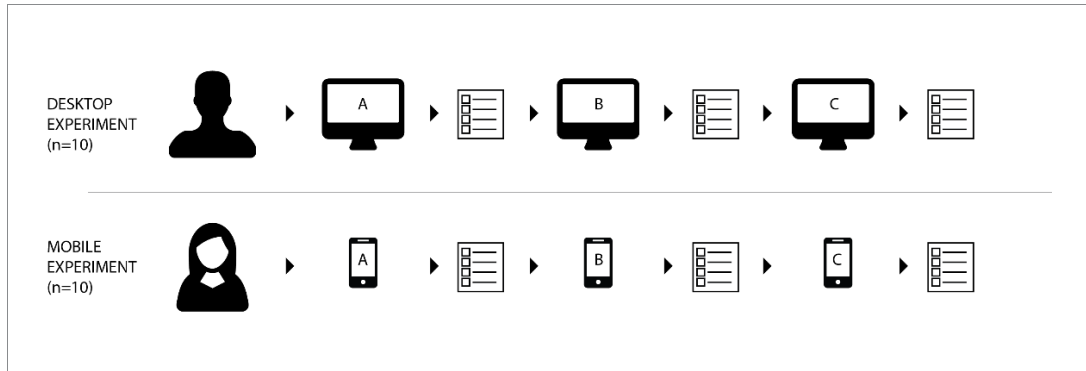 DESKTOP
EXPERIMENT
(n=10)
A
B
C
MOBILE
EXPERIMENT
(n=10)
A
B
C